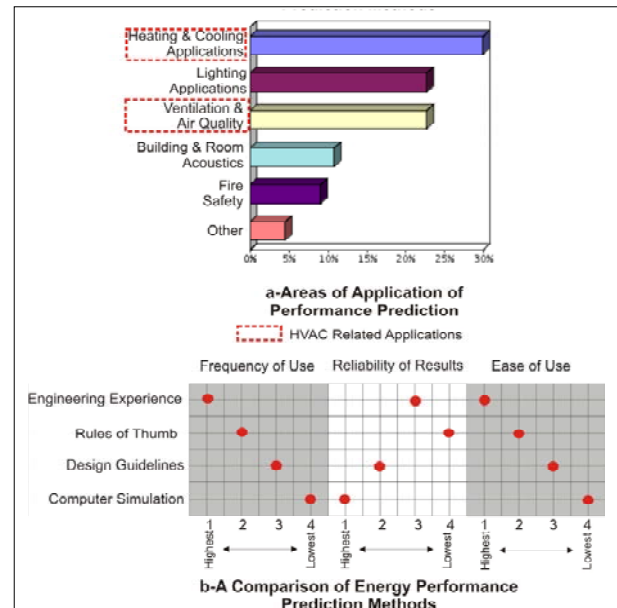 Heating & Cooling
Applications
Lighting
Applications
Ventilation &
Air Quality
Building & Room
Acoustics
Fire
Safety
Other
0% 5% 10% 15% 20% 25% 30%
a-Areas of Application of
Performance Prediction
HVAC Related Applications
Frequency of Use Reliability of Results Ease of Use
Engineering Experience
Rules of Thumb
Design Guidelines
Computer Simulation
1 2 3 4 1 2 3 4 1 2 3 4
Highest Lowest Highest Lowest Highest Lowest
b-A Comparison of Energy Performance
Prediction Methods